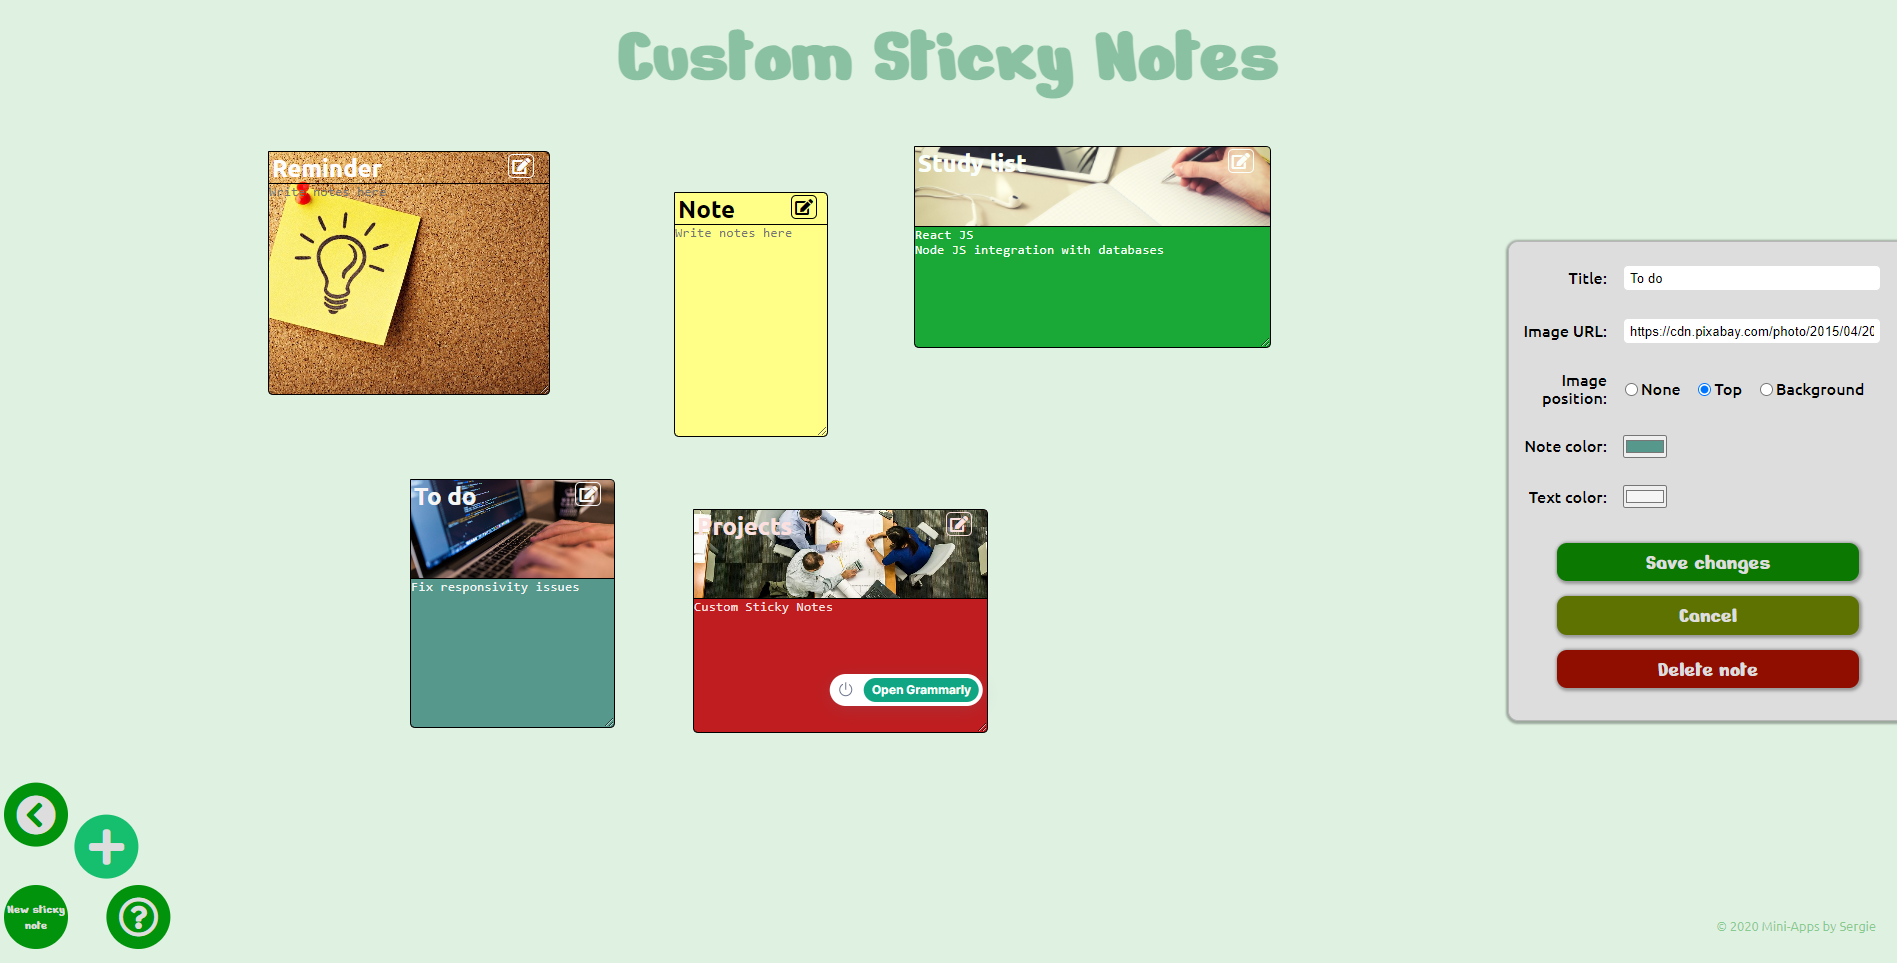 Custom Sticky Notes
Reminder
Write notes here
Note
Write notes here
Study list
React JS
Node JS integration with databases
To do
Fix responsivity issues
Projects
Custom Sticky Notes
Open Grammarly
Title:
To do
Image URL:
https://cdn.pixabay.com/photo/2015/04/20
Image
position:
None
Top
Background
Note color:
Text color:
Save changes
Cancel
Delete note
New sticky
note
© 2020 Mini-Apps by Sergie